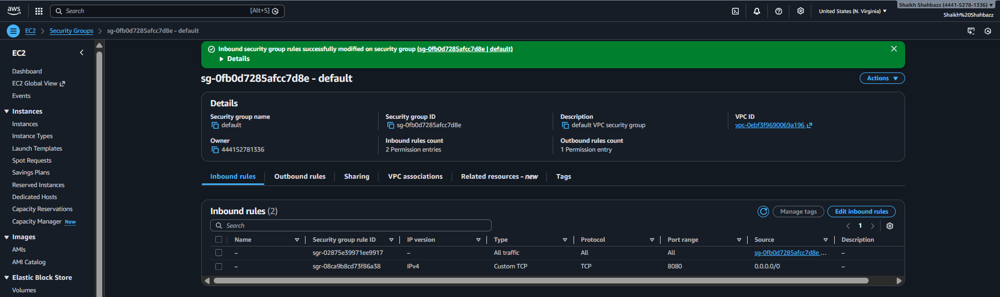 aws
Search [Alt+S]
United States (N. Virginia)
Shaikh Shahbazz (4441-5278-1336)
Shaikh%20Shahbazz
EC2 Security Groups sg-0fb0d7285afcc7d8e - default
EC2
Dashboard
EC2 Global View
Events
Instances
Instances
Instance Types
Launch Templates
Spot Requests
Savings Plans
Reserved Instances
Dedicated Hosts
Capacity Reservations
Capacity Manager New
Images
AMIs
AMI Catalog
Elastic Block Store
Volumes
Inbound security group rules successfully modified on security group (sg-0fb0d7285afcc7d8e | default)
Details
sg-0fb0d7285afcc7d8e - default
Actions
Details
Security group name Security group ID Description VPC ID
default sg-0fb0d7285afcc7d8e default VPC security group vpc-0ebf3f9690069a196
Owner Inbound rules count Outbound rules count
444152781336 2 Permission entries 1 Permission entry
Inbound rules Outbound rules Sharing VPC associations Related resources - new Tags
Inbound rules (2)
Manage tags Edit inbound rules
Search
1
Name Security group rule ID IP version Type Protocol Port range Source Description
– sgr-02875e39971ee9917 – All traffic All All sg-0fb0d7285afcc7d8e ... –
– sgr-08ca9b8cd73f86a38 IPv4 Custom TCP TCP 8080 0.0.0.0/0 –